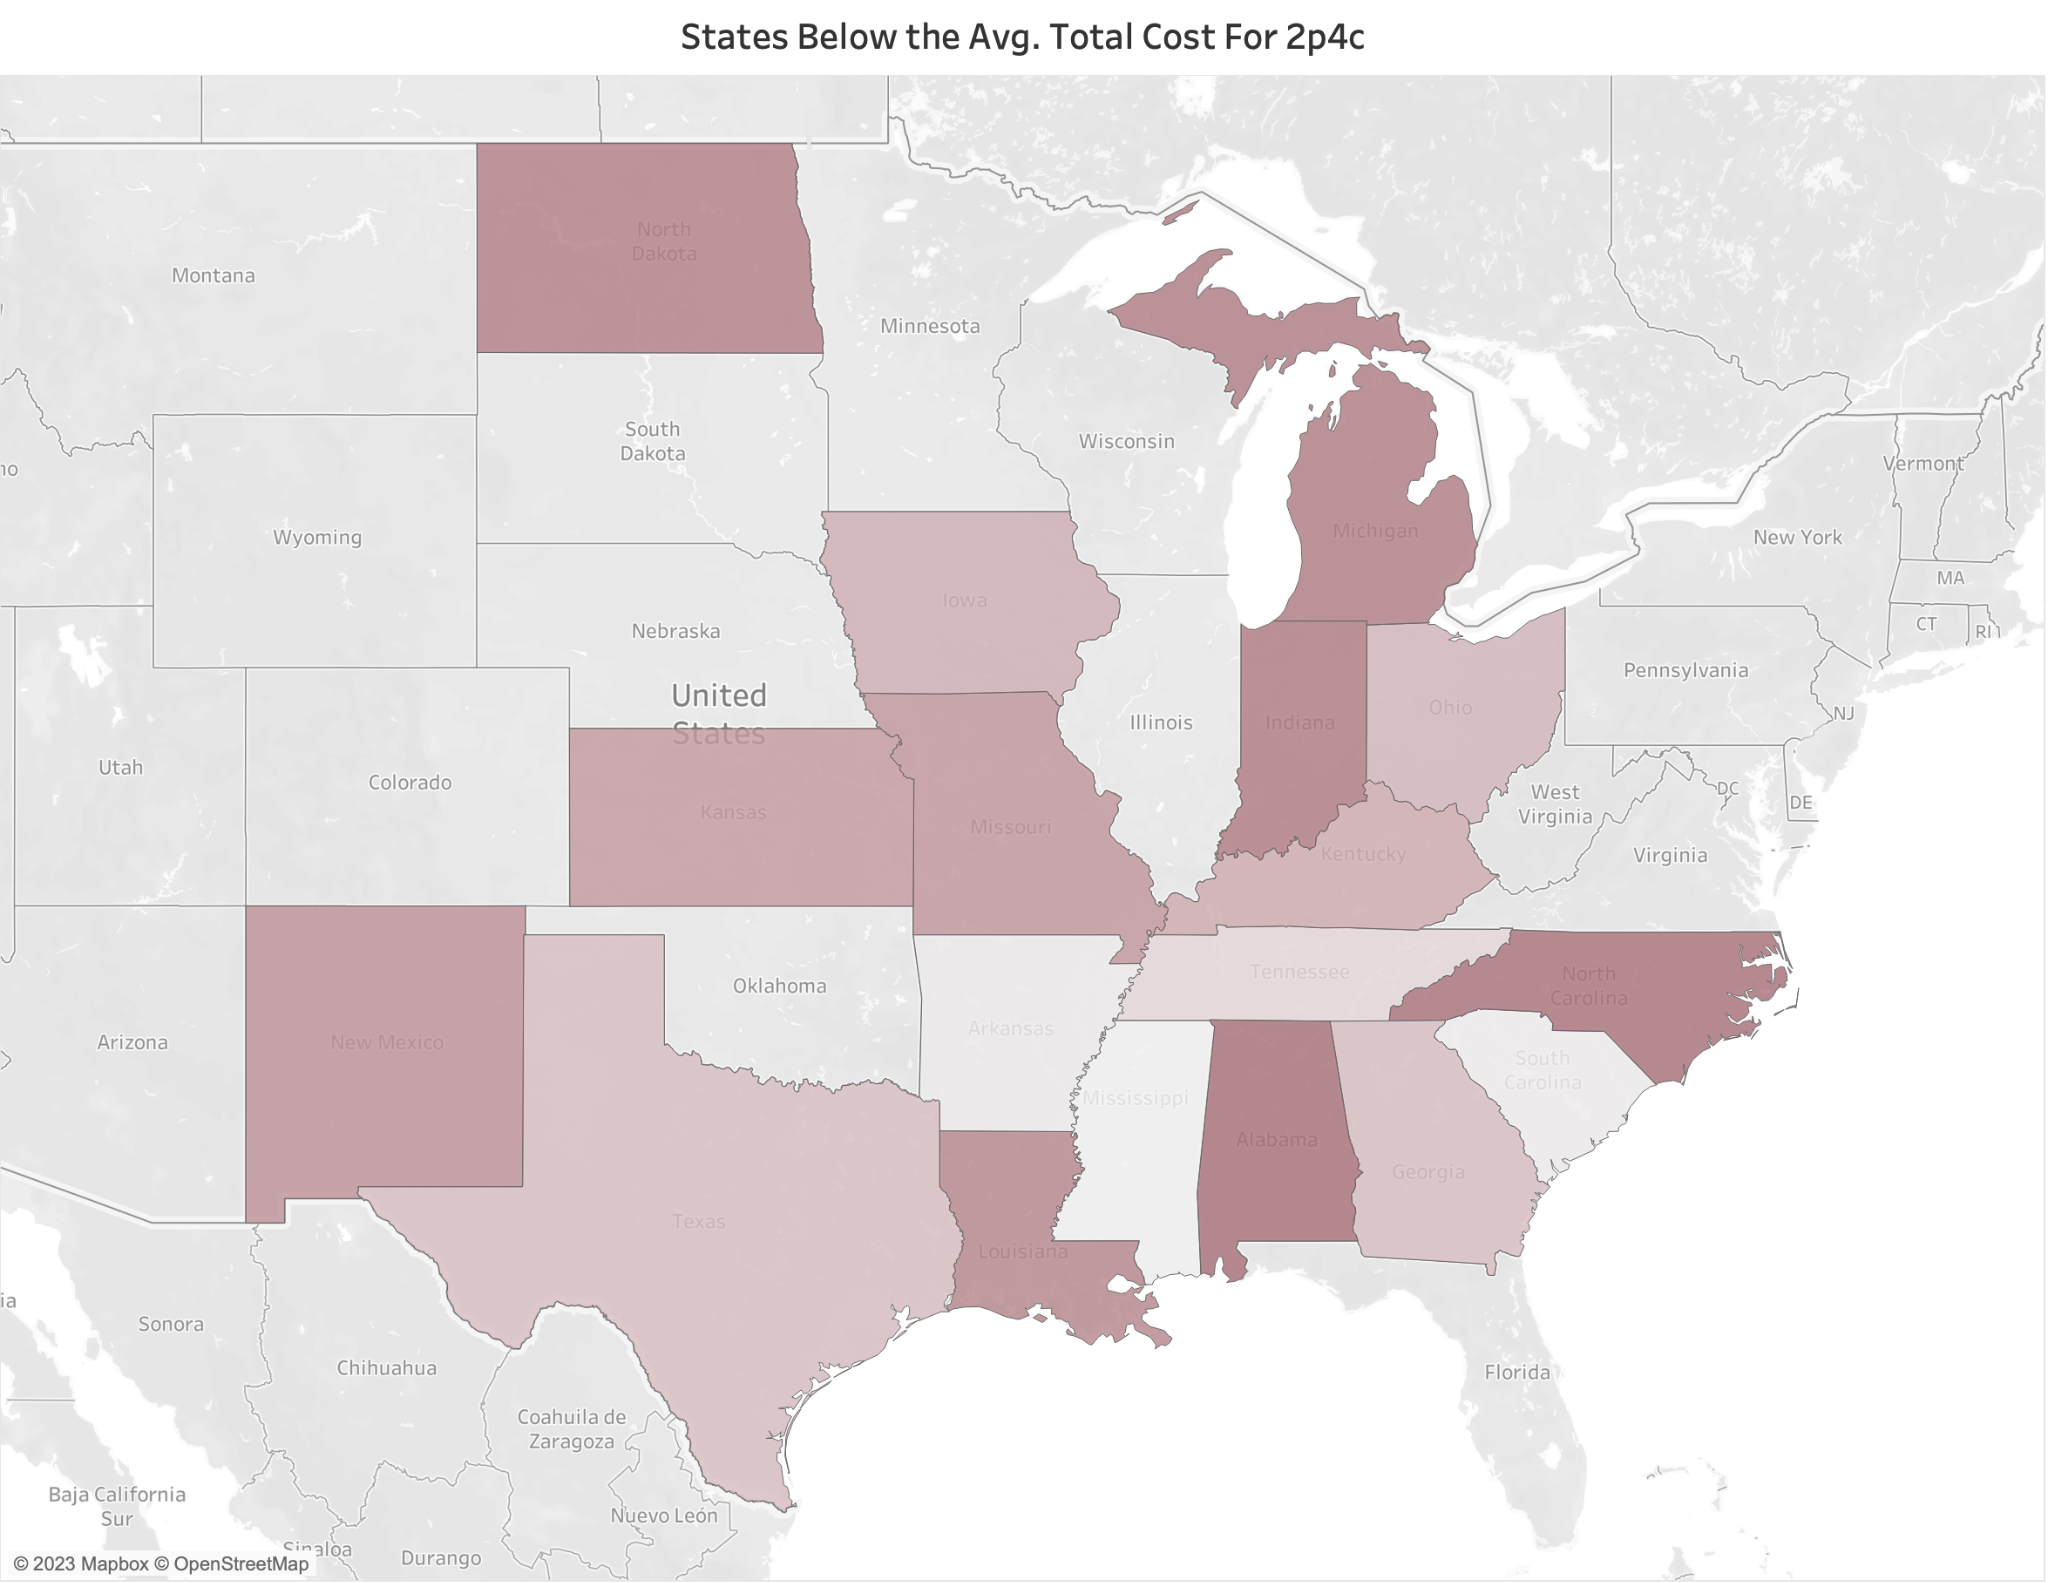 States Below the Avg. Total Cost For 2p4c
North
Dakota
Montana
Minnesota
South
Dakota
Wisconsin
Vermont
Wyoming
Michigan
New York
MA
Iowa
CT
RI
Nebraska
Pennsylvania
United
States
Illinois
Indiana
Ohio
NJ
Utah
Colorado
Kansas
Missouri
West
Virginia
DC
DE
Kentucky
Virginia
Oklahoma
Tennessee
North
Carolina
Arizona
New Mexico
Arkansas
South
Carolina
Mississippi
Alabama
Georgia
Texas
Louisiana
Sonora
Chihuahua
Florida
Coahuila de
Zaragoza
Baja California
Sur
Nuevo León
Sinaloa
Durango
© 2023 Mapbox © OpenStreetMap